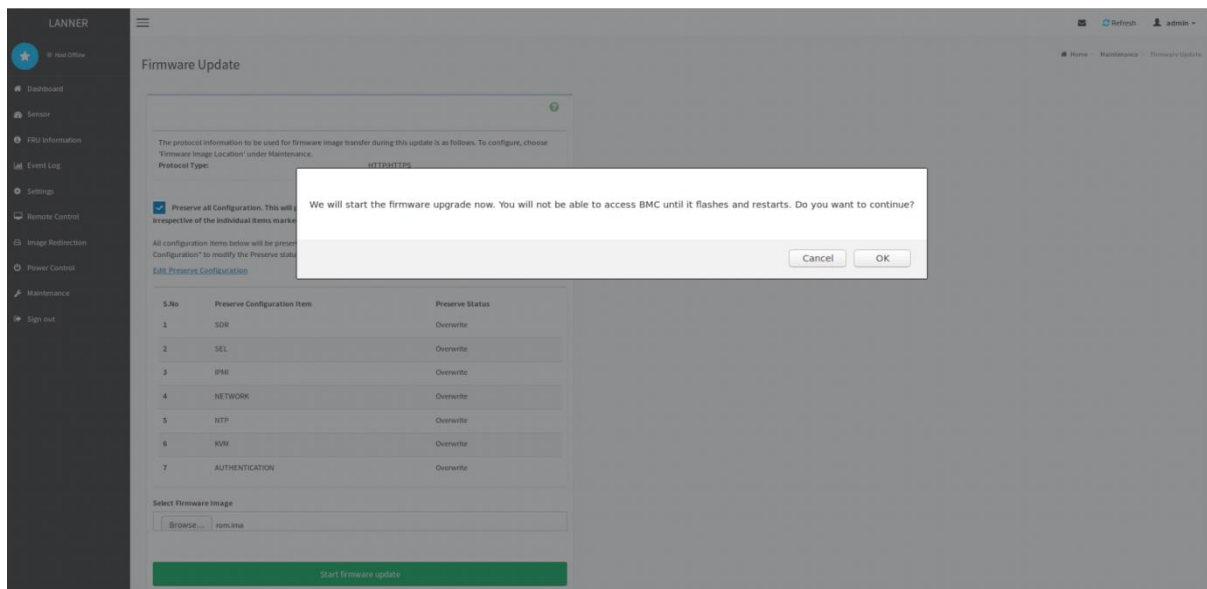 LANNER
Refresh
admin
Host Offline
Home
Maintenance
Firmware Update
Firmware Update
Dashboard
Sensor
FRU Information
Event Log
Settings
Remote Control
Image Redirection
Power Control
Maintenance
Sign out
The protocol information to be used for firmware image transfer during this update is as follows. To configure, choose
'Firmware Image Location' under Maintenance.
Protocol Type: HTTP/HTTPS
Preserve all Configuration. This will
irrespective of the individual items
All configuration items below will be
Configuration" to modify the Preserve
Edit Preserve Configuration
We will start the firmware upgrade now. You will not be able to access BMC until it flashes and restarts. Do you want to continue?
Cancel OK
S.No Preserve Configuration Item Preserve Status
1 SDR Overwrite
2 SEL Overwrite
3 IPMI Overwrite
4 NETWORK Overwrite
5 NTP Overwrite
6 KVM Overwrite
7 AUTHENTICATION Overwrite
Select Firmware Image
Browse... rom.ima
Start firmware update